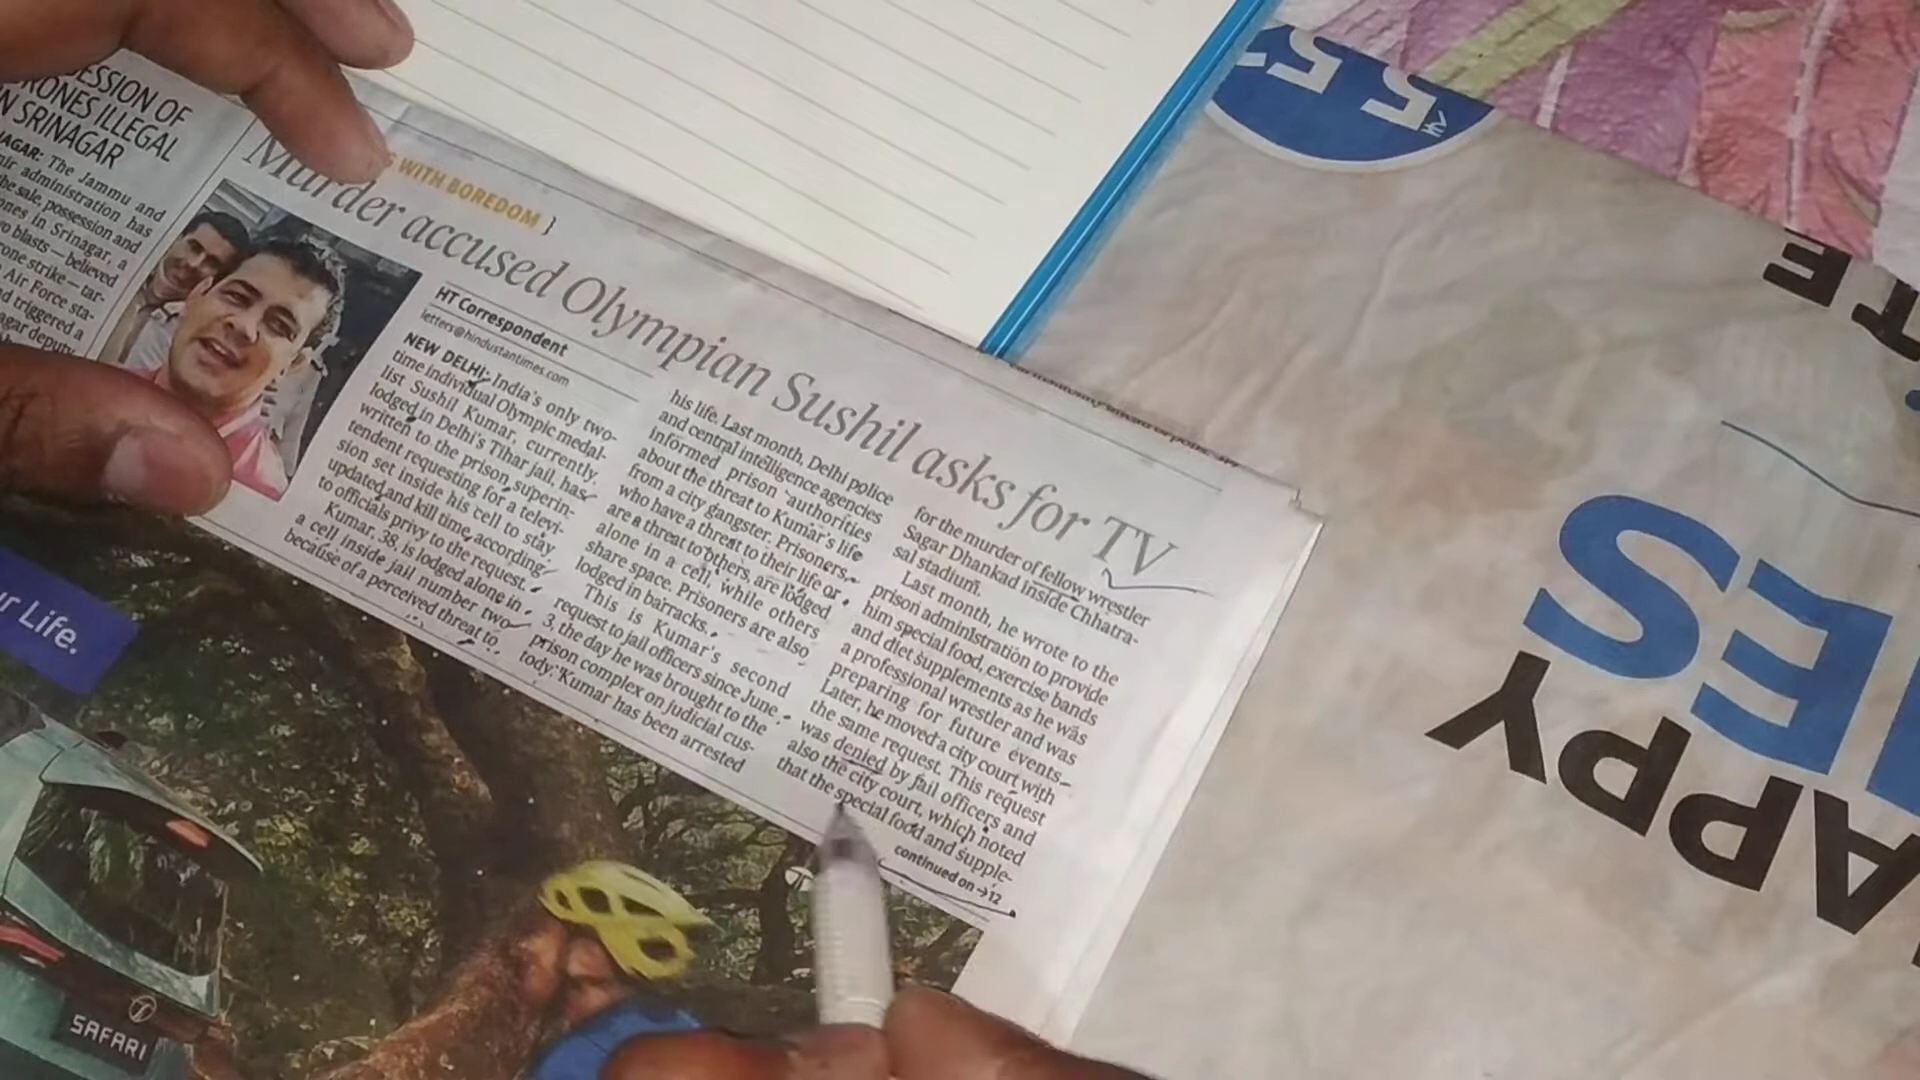 ESSION OF
RONES ILLEGAL
N SRINAGAR
NAGAR: The Jammu and
administration has
he sale, possession and
ones in Srinagar, a
blasts — believed
rone strike — tar-
Air Force sta-
d triggered a
agar deputy
WITH BOREDOM }
Murder accused Olympian Sushil asks for TV
HT Correspondent
letters@hindustantimes.com
NEW DELHI: India's only two-
time individual Olympic medal-
list Sushil Kumar, currently
lodged in Delhi's Tihar jail, has
written to the prison superin-
tendent requesting for a televi-
sion set inside his cell to stay
updated and kill time, according
to officials privy to the request.
Kumar, 38, is lodged alone in
a cell inside jail number two
because of a perceived threat to
his life. Last month, Delhi police
and central intelligence agencies
informed prison authorities
about the threat to Kumar's life
from a city gangster. Prisoners,
who have a threat to their life or
are a threat to others, are lodged
alone in a cell, while others
share space. Prisoners are also
lodged in barracks.
This is Kumar's second
request to jail officers since June
3, the day he was brought to the
prison complex on judicial cus-
tody. "Kumar has been arrested
for the murder of fellow wrestler
Sagar Dhankad inside Chhatra-
sal stadium.
Last month, he wrote to the
prison administration to provide
him special food, exercise bands
and diet supplements as he was
a professional wrestler and was
preparing for future events.
Later, he moved a city court with
the same request. This request
was denied by jail officers and
also the city court, which noted
that the special food and supple-
continued on →12
ur Life.
SAFARI
5.5
TE
ES
APPY